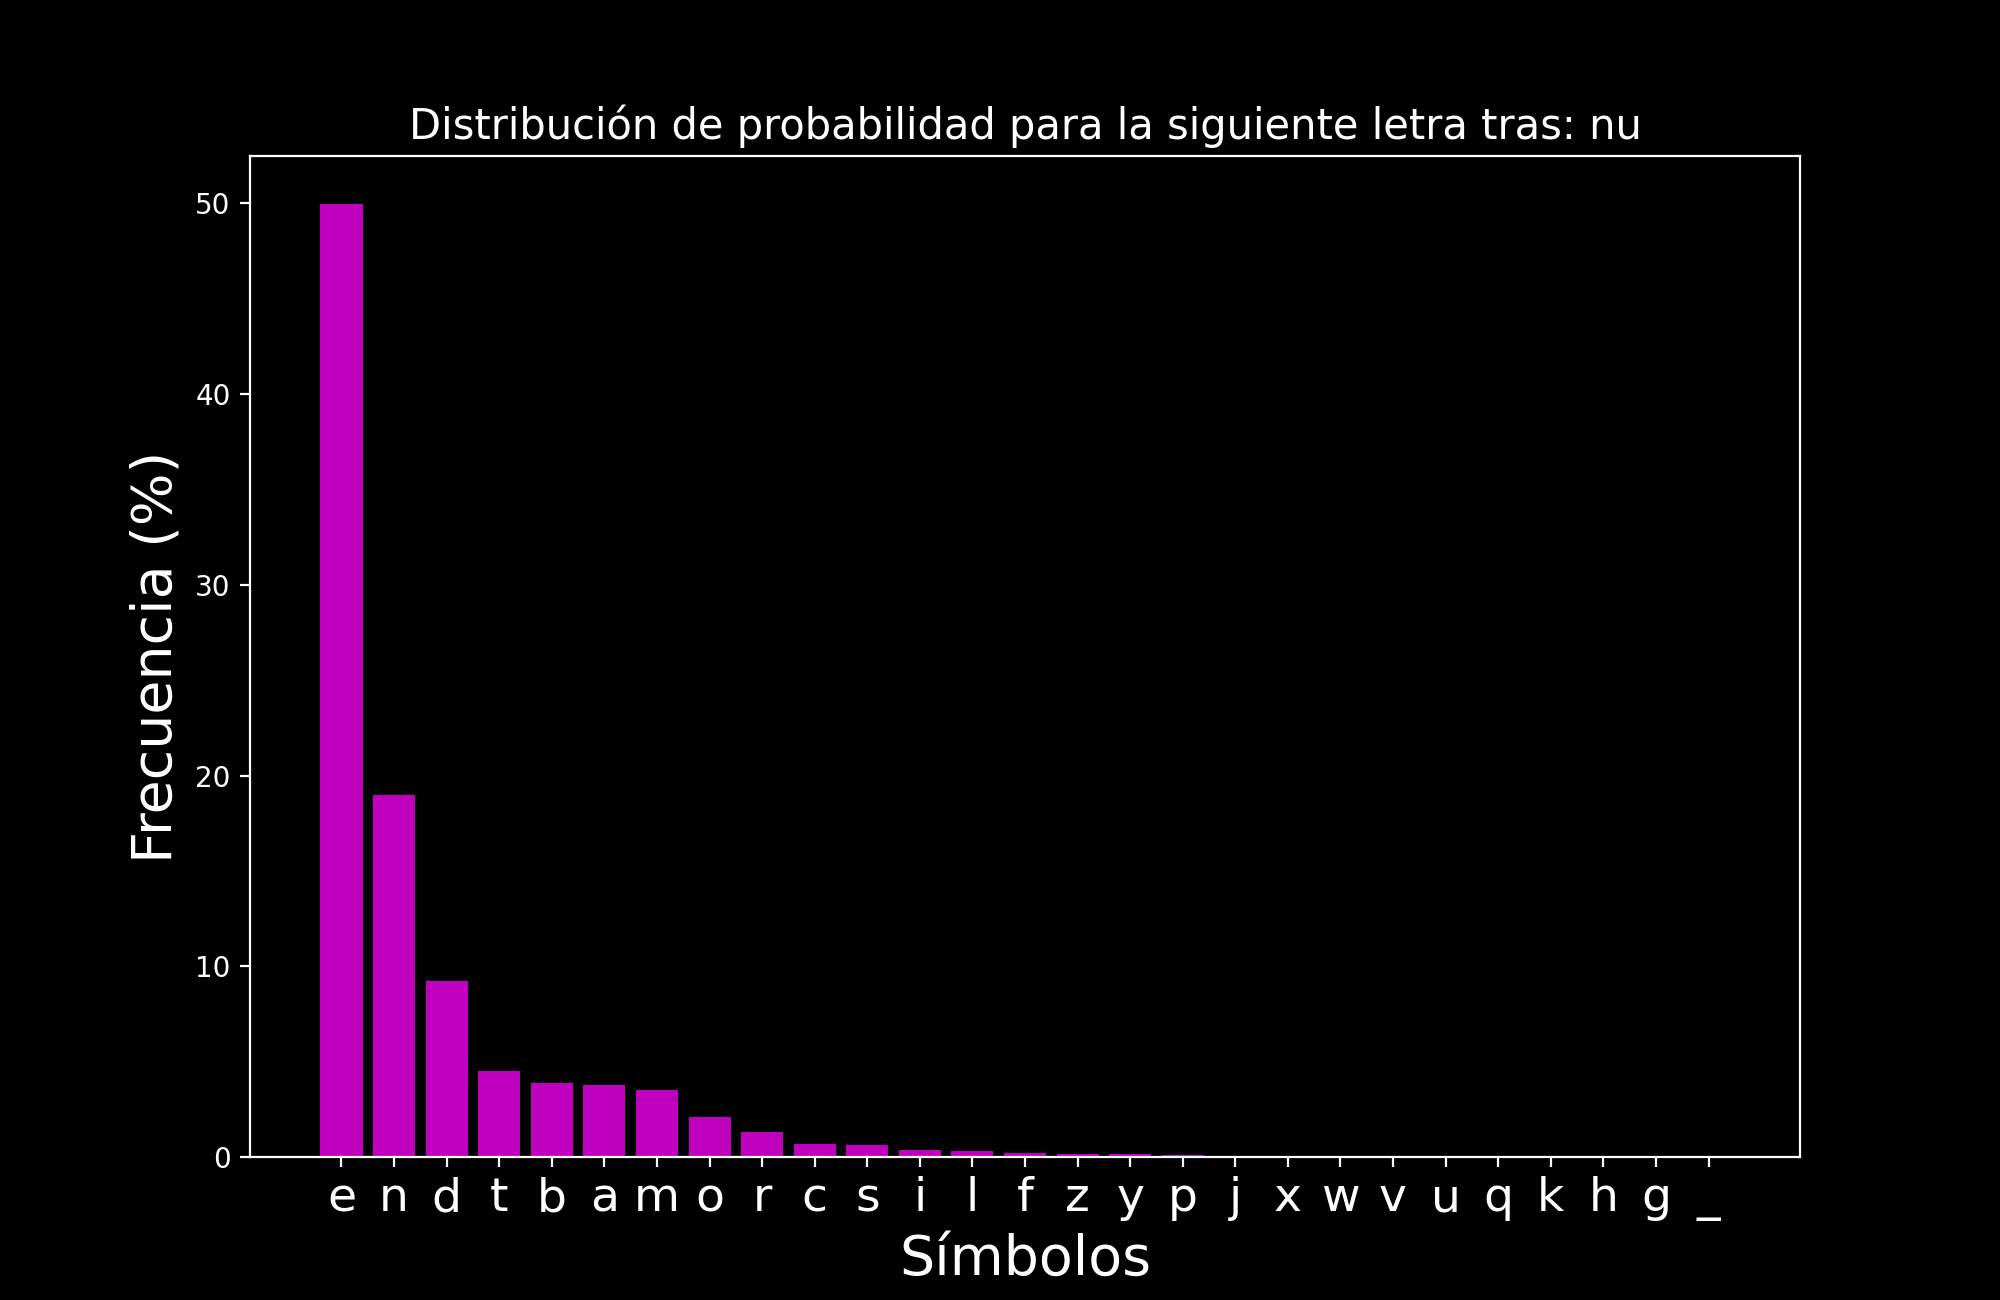 Distribución de probabilidad para la siguiente letra tras: nu
Frecuencia (%)
50
40
30
20
10
0
e n d t b a m o r c s i l f z y p j x w v u q k h g _
Símbolos